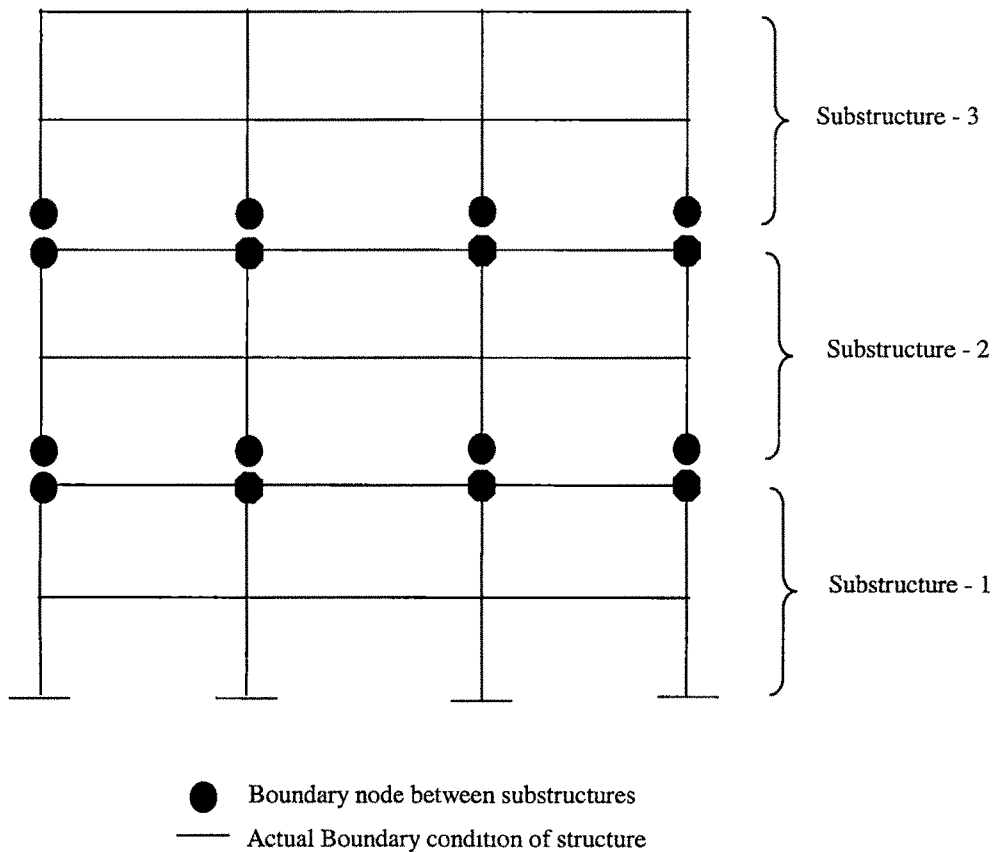 Substructure - 3
Substructure - 2
Substructure - 1
Boundary node between substructures
Actual Boundary condition of structure